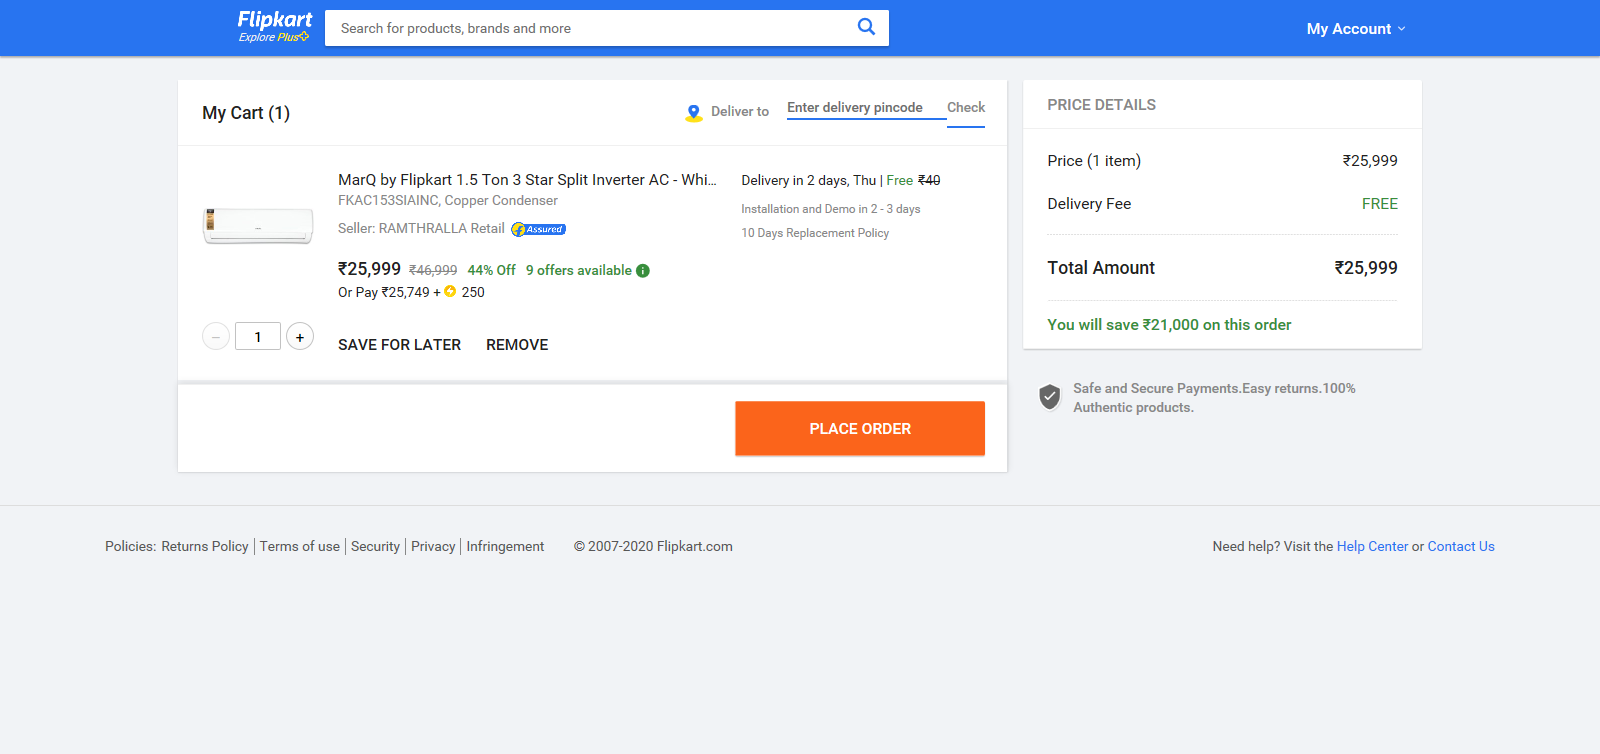 Flipkart
Explore Plus
Search for products, brands and more
My Account
My Cart (1)
Deliver to
Enter delivery pincode
Check
MarQ by Flipkart 1.5 Ton 3 Star Split Inverter AC - Whi...
FKAC153SIAINC, Copper Condenser
Seller: RAMTHRALLA Retail
Assured
₹25,999 ₹46,999 44% Off 9 offers available
Or Pay ₹25,749 + 250
Delivery in 2 days, Thu | Free ₹40
Installation and Demo in 2 - 3 days
10 Days Replacement Policy
− 1 +
SAVE FOR LATER REMOVE
PLACE ORDER
PRICE DETAILS
Price (1 item) ₹25,999
Delivery Fee FREE
Total Amount ₹25,999
You will save ₹21,000 on this order
Safe and Secure Payments.Easy returns.100%
Authentic products.
Policies: Returns Policy | Terms of use | Security | Privacy | Infringement © 2007-2020 Flipkart.com
Need help? Visit the Help Center or Contact Us